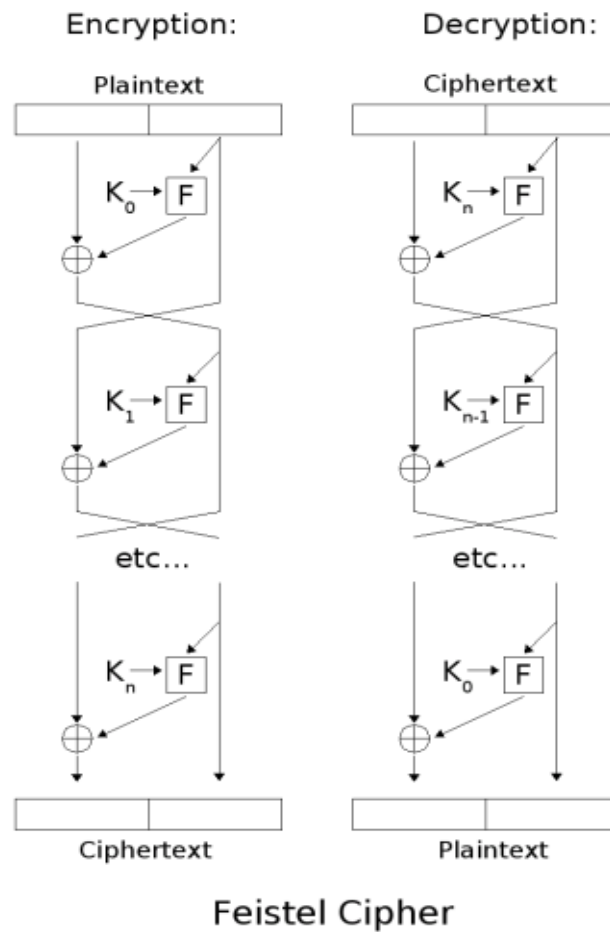 Encryption:
Plaintext
K0
F
K1
F
etc...
Kn
F
Ciphertext
Decryption:
Ciphertext
Kn
F
Kn-1
F
etc...
K0
F
Plaintext
Feistel Cipher